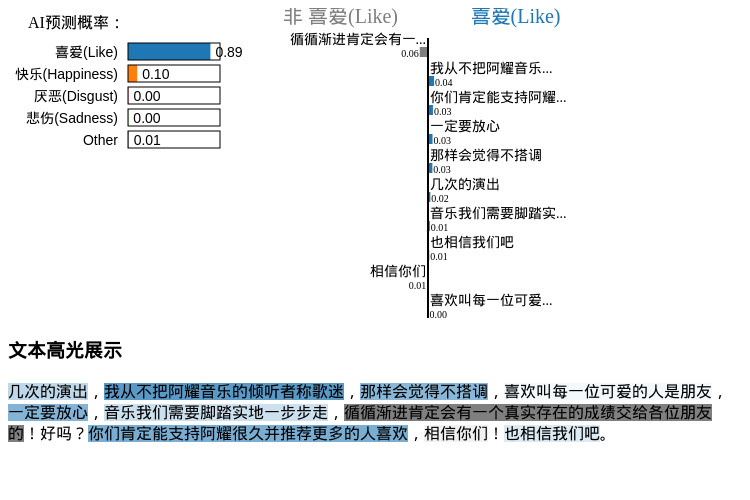 AI预测概率：
喜爱(Like) 0.89
快乐(Happiness) 0.10
厌恶(Disgust) 0.00
悲伤(Sadness) 0.00
Other 0.01
非 喜爱(Like) 喜爱(Like)
循循渐进肯定会有一...
0.06
我从不把阿耀音乐...
0.04
你们肯定能支持阿耀...
0.03
一定要放心
0.03
那样会觉得不搭调
0.03
几次的演出
0.02
音乐我们需要脚踏实...
0.01
也相信我们吧
0.01
相信你们
0.01
喜欢叫每一位可爱...
0.00
文本高光展示
几次的演出，我从不把阿耀音乐的倾听者称歌迷，那样会觉得不搭调，喜欢叫每一位可爱的人是朋友，
一定要放心，音乐我们需要脚踏实地一步步走，循循渐进肯定会有一个真实存在的成绩交给各位朋友
的！好吗？你们肯定能支持阿耀很久并推荐更多的人喜欢，相信你们！也相信我们吧。